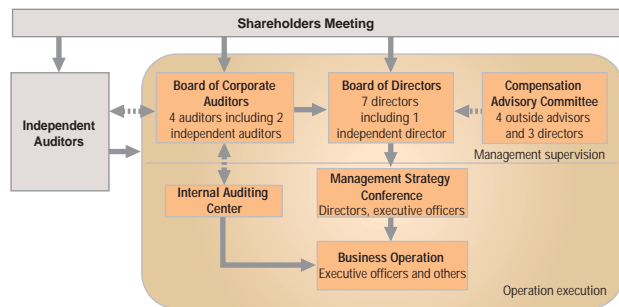 Shareholders Meeting
Independent
Auditors
Board of Corporate
Auditors
4 auditors including 2
independent auditors
Board of Directors
7 directors
including 1
independent director
Compensation
Advisory Committee
4 outside advisors
and 3 directors
Management supervision
Internal Auditing
Center
Management Strategy
Conference
Directors, executive officers
Business Operation
Executive officers and others
Operation execution